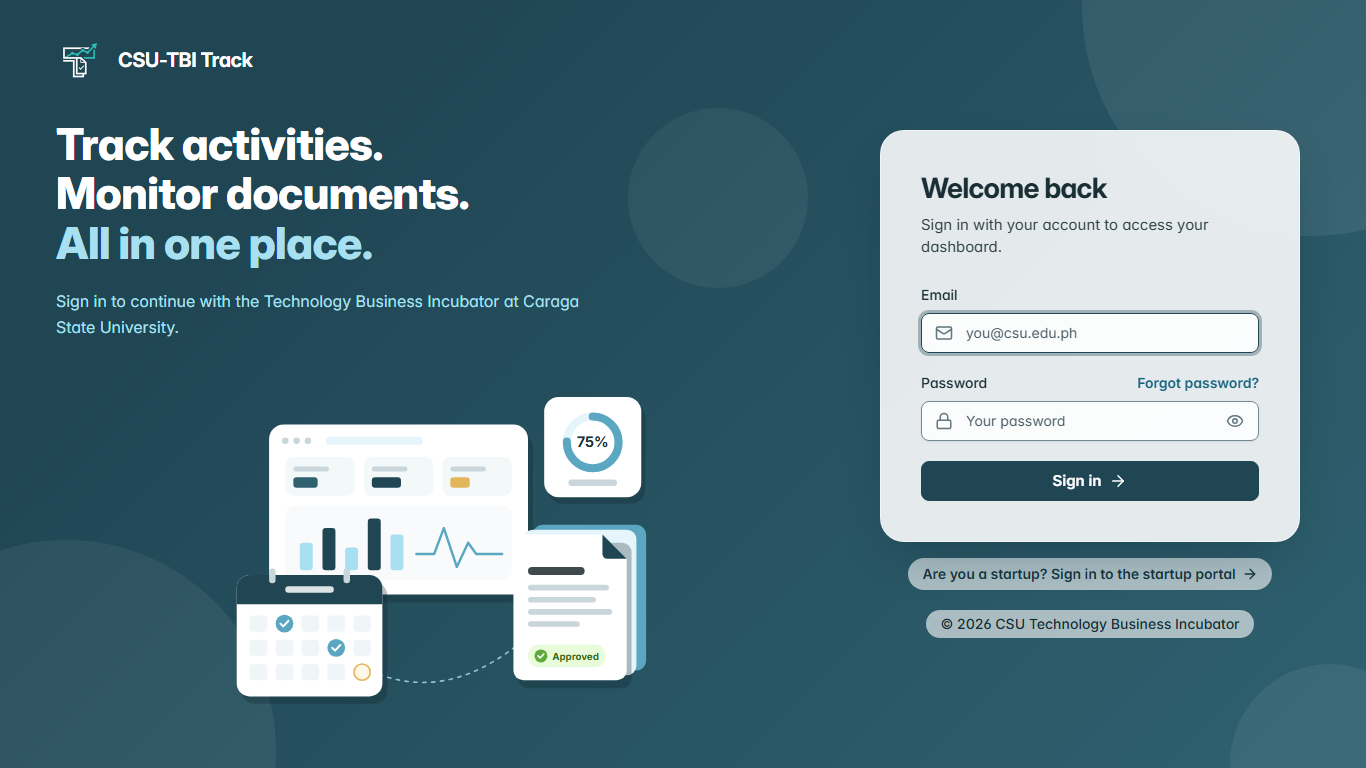 CSU-TBI Track
Track activities.
Monitor documents.
All in one place.
Sign in to continue with the Technology Business Incubator at Caraga
State University.
75%
Approved
Welcome back
Sign in with your account to access your
dashboard.
Email
you@csu.edu.ph
Password
Forgot password?
Your password
Sign in
Are you a startup? Sign in to the startup portal
© 2026 CSU Technology Business Incubator